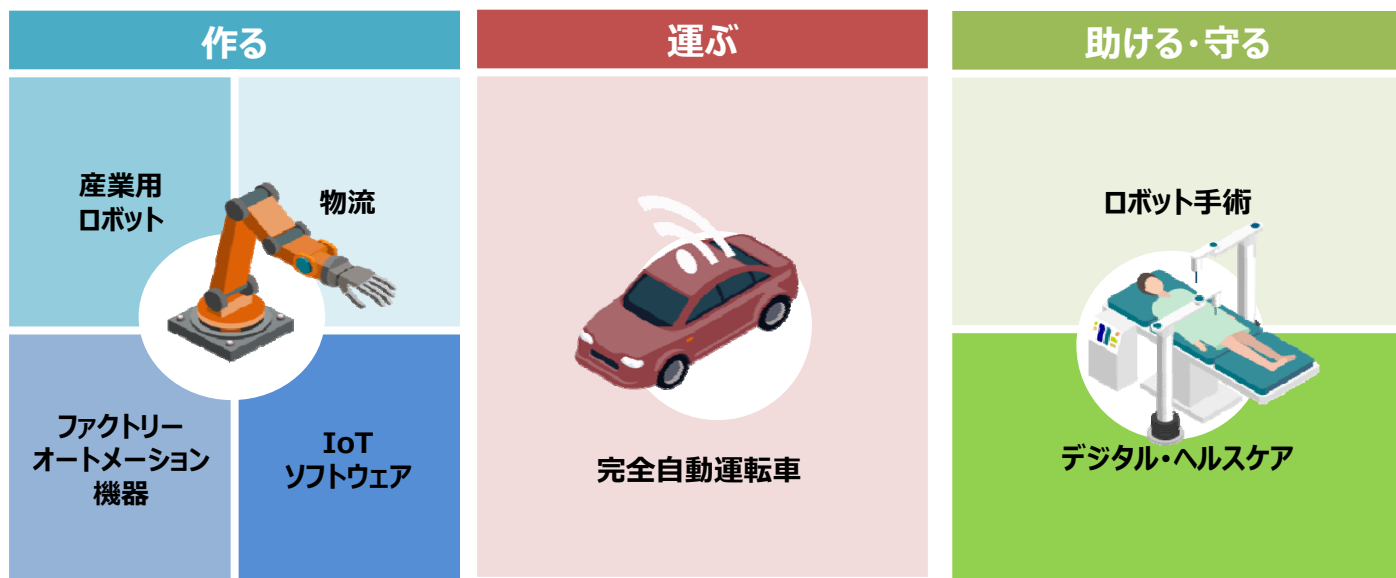 作る
産業用
ロボット
物流
ファクトリー
オートメーション
機器
IoT
ソフトウェア
運ぶ
完全自動運転車
助ける・守る
ロボット手術
デジタル・ヘルスケア